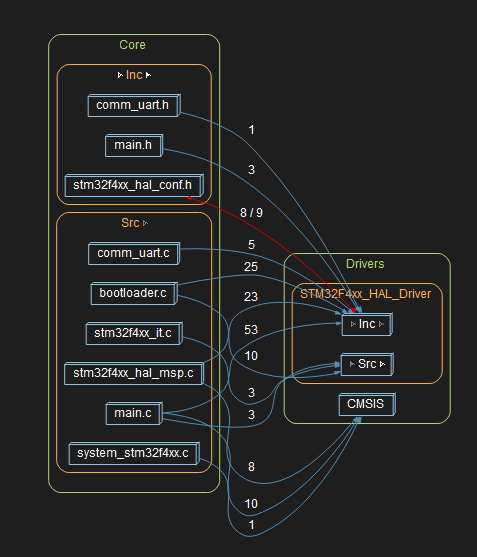 Core
Inc
comm_uart.h
main.h
stm32f4xx_hal_conf.h
Src
comm_uart.c
bootloader.c
stm32f4xx_it.c
stm32f4xx_hal_msp.c
main.c
system_stm32f4xx.c
1
3
8 / 9
5
25
23
53
10
3
3
8
10
1
Drivers
STM32F4xx_HAL_Driver
Inc
Src
CMSIS